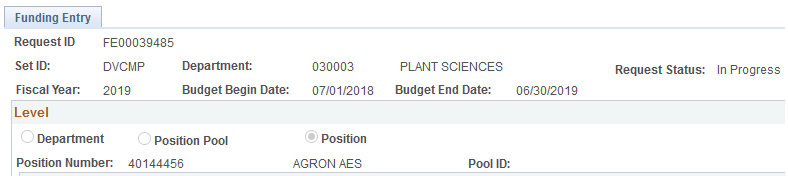 Funding Entry
Request ID FE00039485
Set ID: DVCMP Department: 030003 PLANT SCIENCES Request Status: In Progress
Fiscal Year: 2019 Budget Begin Date: 07/01/2018 Budget End Date: 06/30/2019
Level
Department Position Pool Position
Position Number: 40144456 AGRON AES Pool ID: